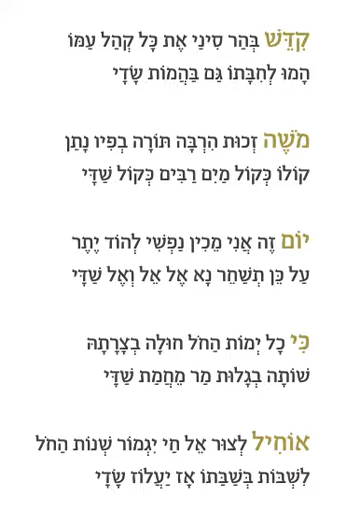 קִדֵּשׁ בְּהַר סִינַי אֶת כָּל קְהַל עַמּוֹ
הָמוּ לְחִבָּתוֹ גַּם בַּהֲמוֹת שָׂדָי
מֹשֶׁה זְכוּת הִרְבָּה תּוֹרָה בְפִיו נָתַן
קוֹלוֹ כְּקוֹל מַיִם רַבִּים כְּקוֹל שַׁדָּי
יוֹם זֶה אֲנִי מֵכִין נַפְשִׁי לְהוֹד יֶתֶר
עַל כֵּן תְּשַׁחֵר נָא אֶל אֵל וְאֶל שַׁדָּי
כִּי כָל יְמוֹת הַחֹל חוּלָה בְצָרָתָהּ
שׁוֹתָה בְגָלוּת מַר מֵחֲמַת שַׁדָּי
אוֹחִיל לְצוּר אֵל חַי יִגְמוֹר שְׁנוֹת הַחֹל
לִשְׁבּוֹת בְּשַׁבַּתּוֹ אָז יַעֲלוֹז שָׂדָי